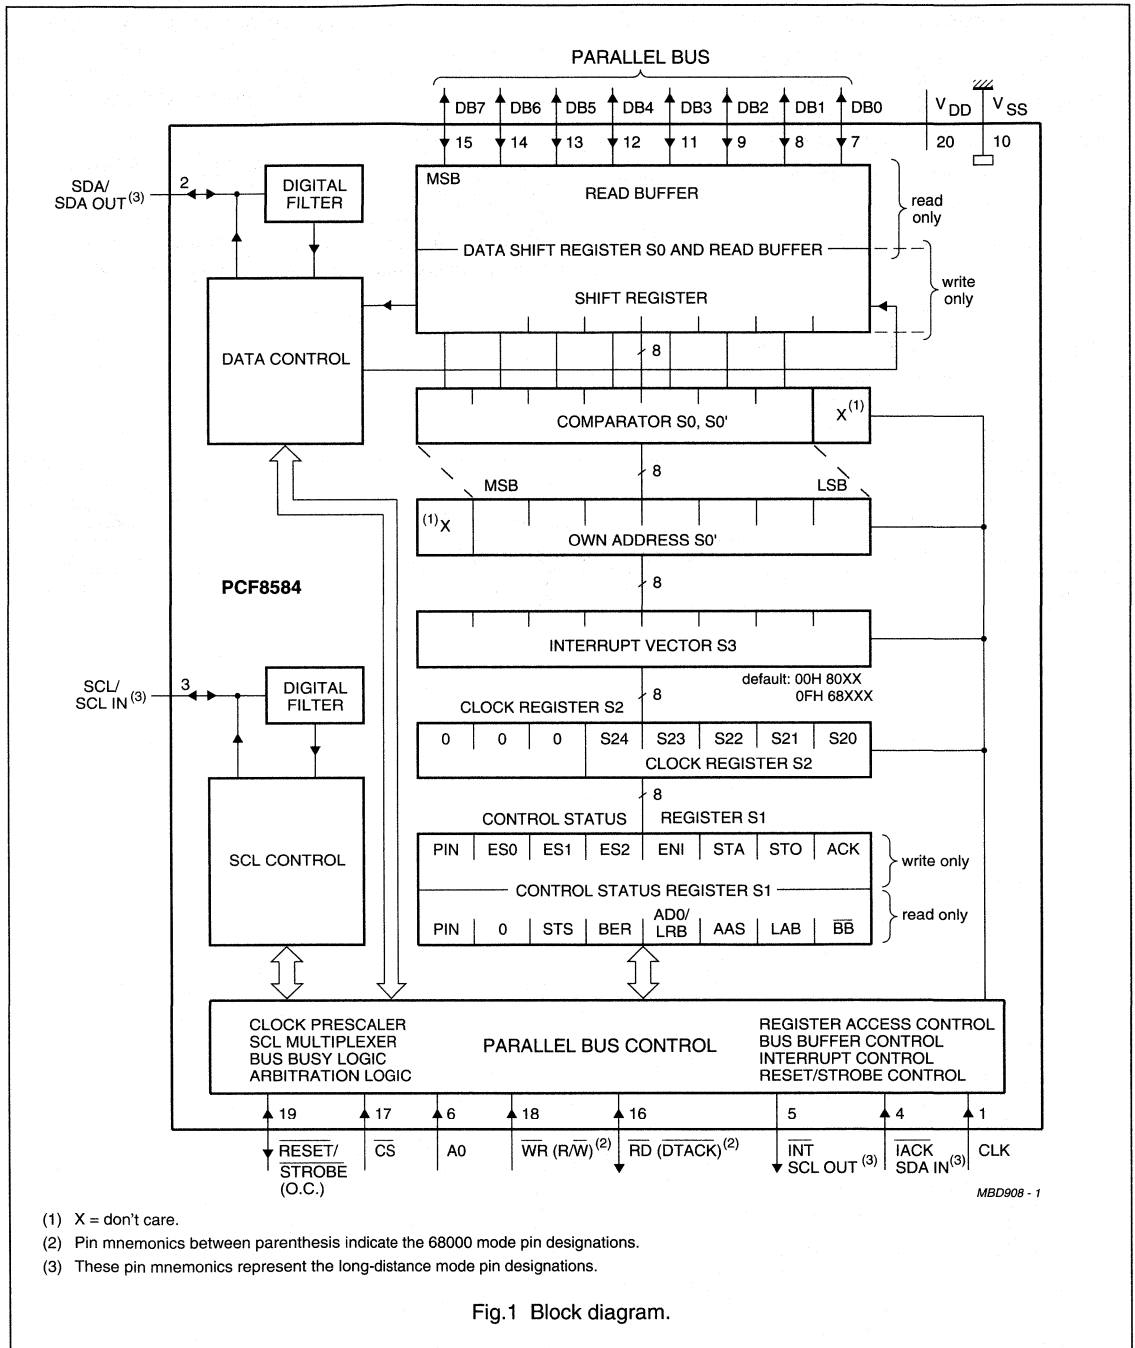 PARALLEL BUS
DB7 DB6 DB5 DB4 DB3 DB2 DB1 DB0 VDD VSS
15 14 13 12 11 9 8 7 20 10
SDA/
SDA OUT (3)
2
DIGITAL
FILTER
MSB
READ BUFFER
read
only
DATA SHIFT REGISTER S0 AND READ BUFFER
write
only
SHIFT REGISTER
DATA CONTROL
8
COMPARATOR S0, S0'
X(1)
8
MSB LSB
(1)X
OWN ADDRESS S0'
PCF8584
8
INTERRUPT VECTOR S3
default: 00H 80XX
0FH 68XXX
SCL/
SCL IN (3)
3
DIGITAL
FILTER
8
CLOCK REGISTER S2
0 0 0 S24 S23 S22 S21 S20
CLOCK REGISTER S2
8
CONTROL STATUS REGISTER S1
SCL CONTROL
PIN ES0 ES1 ES2 ENI STA STO ACK
write only
CONTROL STATUS REGISTER S1
read only
PIN 0 STS BER AD0/
LRB AAS LAB B̅B̅
CLOCK PRESCALER
SCL MULTIPLEXER
BUS BUSY LOGIC
ARBITRATION LOGIC
PARALLEL BUS CONTROL
REGISTER ACCESS CONTROL
BUS BUFFER CONTROL
INTERRUPT CONTROL
RESET/STROBE CONTROL
19 17 6 18 16 5 4 1
R̅E̅S̅E̅T̅/
S̅T̅R̅O̅B̅E̅
(O.C.)
C̅S̅
A0
W̅R̅ (R/W̅) (2)
R̅D̅ (D̅T̅A̅C̅K̅) (2)
I̅N̅T̅
SCL OUT (3)
I̅A̅C̅K̅
SDA IN(3)
CLK
MBD908 - 1
(1) X = don't care.
(2) Pin mnemonics between parenthesis indicate the 68000 mode pin designations.
(3) These pin mnemonics represent the long-distance mode pin designations.
Fig.1 Block diagram.